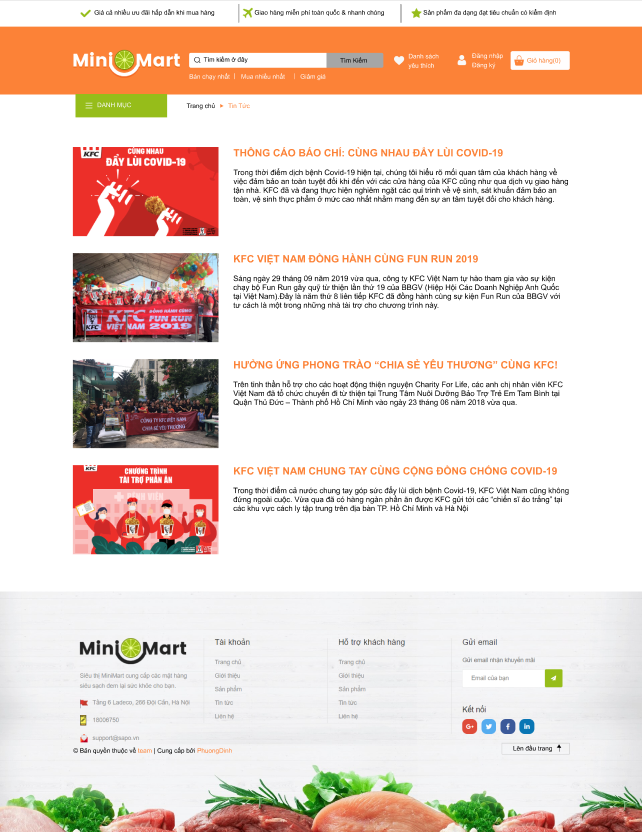 Giá cả nhiều ưu đãi hấp dẫn khi mua hàng
Giao hàng miễn phí toàn quốc & nhanh chóng
Sản phẩm đa dạng đạt tiêu chuẩn có kiểm định
Mini Mart
Tìm kiếm ở đây
Tìm Kiếm
Danh sách
yêu thích
Đăng nhập
Đăng ký
Giỏ hàng(0)
Bán chạy nhất | Mua nhiều nhất | Giảm giá
DANH MỤC
Trang chủ ▸ Tin Tức
KFC
CÙNG NHAU
ĐẨY LÙI COVID-19
THÔNG CÁO BÁO CHÍ: CÙNG NHAU ĐẨY LÙI COVID-19
Trong thời điểm dịch bệnh Covid-19 hiện tại, chúng tôi hiểu rõ mối quan tâm của khách hàng về
việc đảm bảo an toàn tuyệt đối khi đến với các cửa hàng của KFC cũng như qua dịch vụ giao hàng
tận nhà. KFC đã và đang thực hiện nghiêm ngặt các qui trình về vệ sinh, sát khuẩn đảm bảo an
toàn, vệ sinh thực phẩm ở mức cao nhất nhằm mang đến sự an tâm tuyệt đối cho khách hàng.
KFC ĐỒNG HÀNH CÙNG
FUN RUN
VIỆT NAM 2019
KFC VIỆT NAM ĐỒNG HÀNH CÙNG FUN RUN 2019
Sáng ngày 29 tháng 09 năm 2019 vừa qua, công ty KFC Việt Nam tự hào tham gia vào sự kiện
chạy bộ Fun Run gây quỹ từ thiện lần thứ 19 của BBGV (Hiệp Hội Các Doanh Nghiệp Anh Quốc
tại Việt Nam).Đây là năm thứ 8 liên tiếp KFC đã đồng hành cùng sự kiện Fun Run của BBGV với
tư cách là một trong những nhà tài trợ cho chương trình này.
CÔNG TY KFC VIỆT NAM
CHIA SẺ YÊU THƯƠNG
HƯỞNG ỨNG PHONG TRÀO “CHIA SẺ YÊU THƯƠNG” CÙNG KFC!
Trên tinh thần hỗ trợ cho các hoạt động thiện nguyện Charity For Life, các anh chị nhân viên KFC
Việt Nam đã tổ chức chuyến đi từ thiện tại Trung Tâm Nuôi Dưỡng Bảo Trợ Trẻ Em Tam Bình tại
Quận Thủ Đức – Thành phố Hồ Chí Minh vào ngày 23 tháng 06 năm 2018 vừa qua.
KFC
CHƯƠNG TRÌNH
TÀI TRỢ PHẦN ĂN
BỆNH VIỆN
KFC VIỆT NAM CHUNG TAY CÙNG CỘNG ĐỒNG CHỐNG COVID-19
Trong thời điểm cả nước chung tay góp sức đẩy lùi dịch bệnh Covid-19, KFC Việt Nam cũng không
đứng ngoài cuộc. Vừa qua đã có hàng ngàn phần ăn được KFC gửi tới các “chiến sĩ áo trắng” tại
các khu vực cách ly tập trung trên địa bàn TP. Hồ Chí Minh và Hà Nội
Mini Mart
Siêu thị MiniMart cung cấp các mặt hàng
siêu sạch đem lại sức khỏe cho bạn.
Tầng 6 Ladeco, 266 Đội Cấn, Hà Nội
18006750
support@sapo.vn
Tài khoản
Trang chủ
Giới thiệu
Sản phẩm
Tin tức
Liên hệ
Hỗ trợ khách hàng
Trang chủ
Giới thiệu
Sản phẩm
Tin tức
Liên hệ
Gửi email
Gửi email nhận khuyến mãi
Email của bạn
Kết nối
© Bản quyền thuộc về team | Cung cấp bởi PhuongDinh
Lên đầu trang